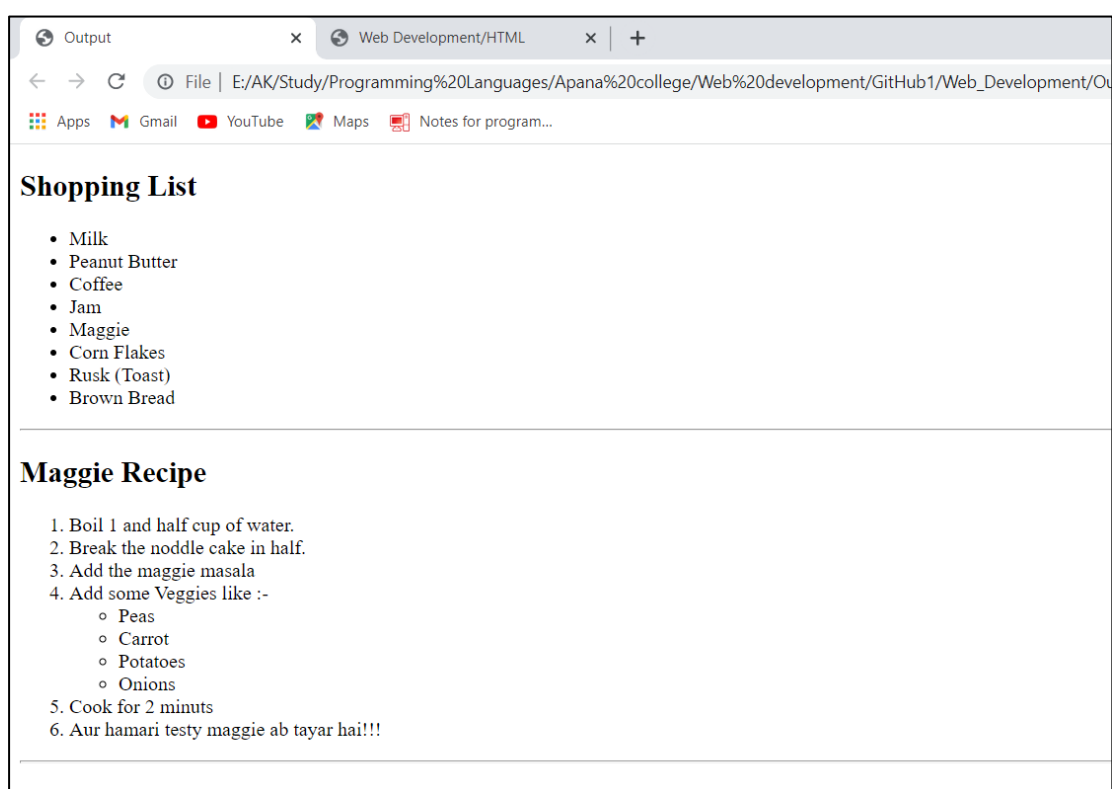 Output
Web Development/HTML
File | E:/AK/Study/Programming%20Languages/Apana%20college/Web%20development/GitHub1/Web_Development/Ou
Apps Gmail YouTube Maps Notes for program...
Shopping List
• Milk
• Peanut Butter
• Coffee
• Jam
• Maggie
• Corn Flakes
• Rusk (Toast)
• Brown Bread
Maggie Recipe
1. Boil 1 and half cup of water.
2. Break the noddle cake in half.
3. Add the maggie masala
4. Add some Veggies like :-
◦ Peas
◦ Carrot
◦ Potatoes
◦ Onions
5. Cook for 2 minuts
6. Aur hamari testy maggie ab tayar hai!!!